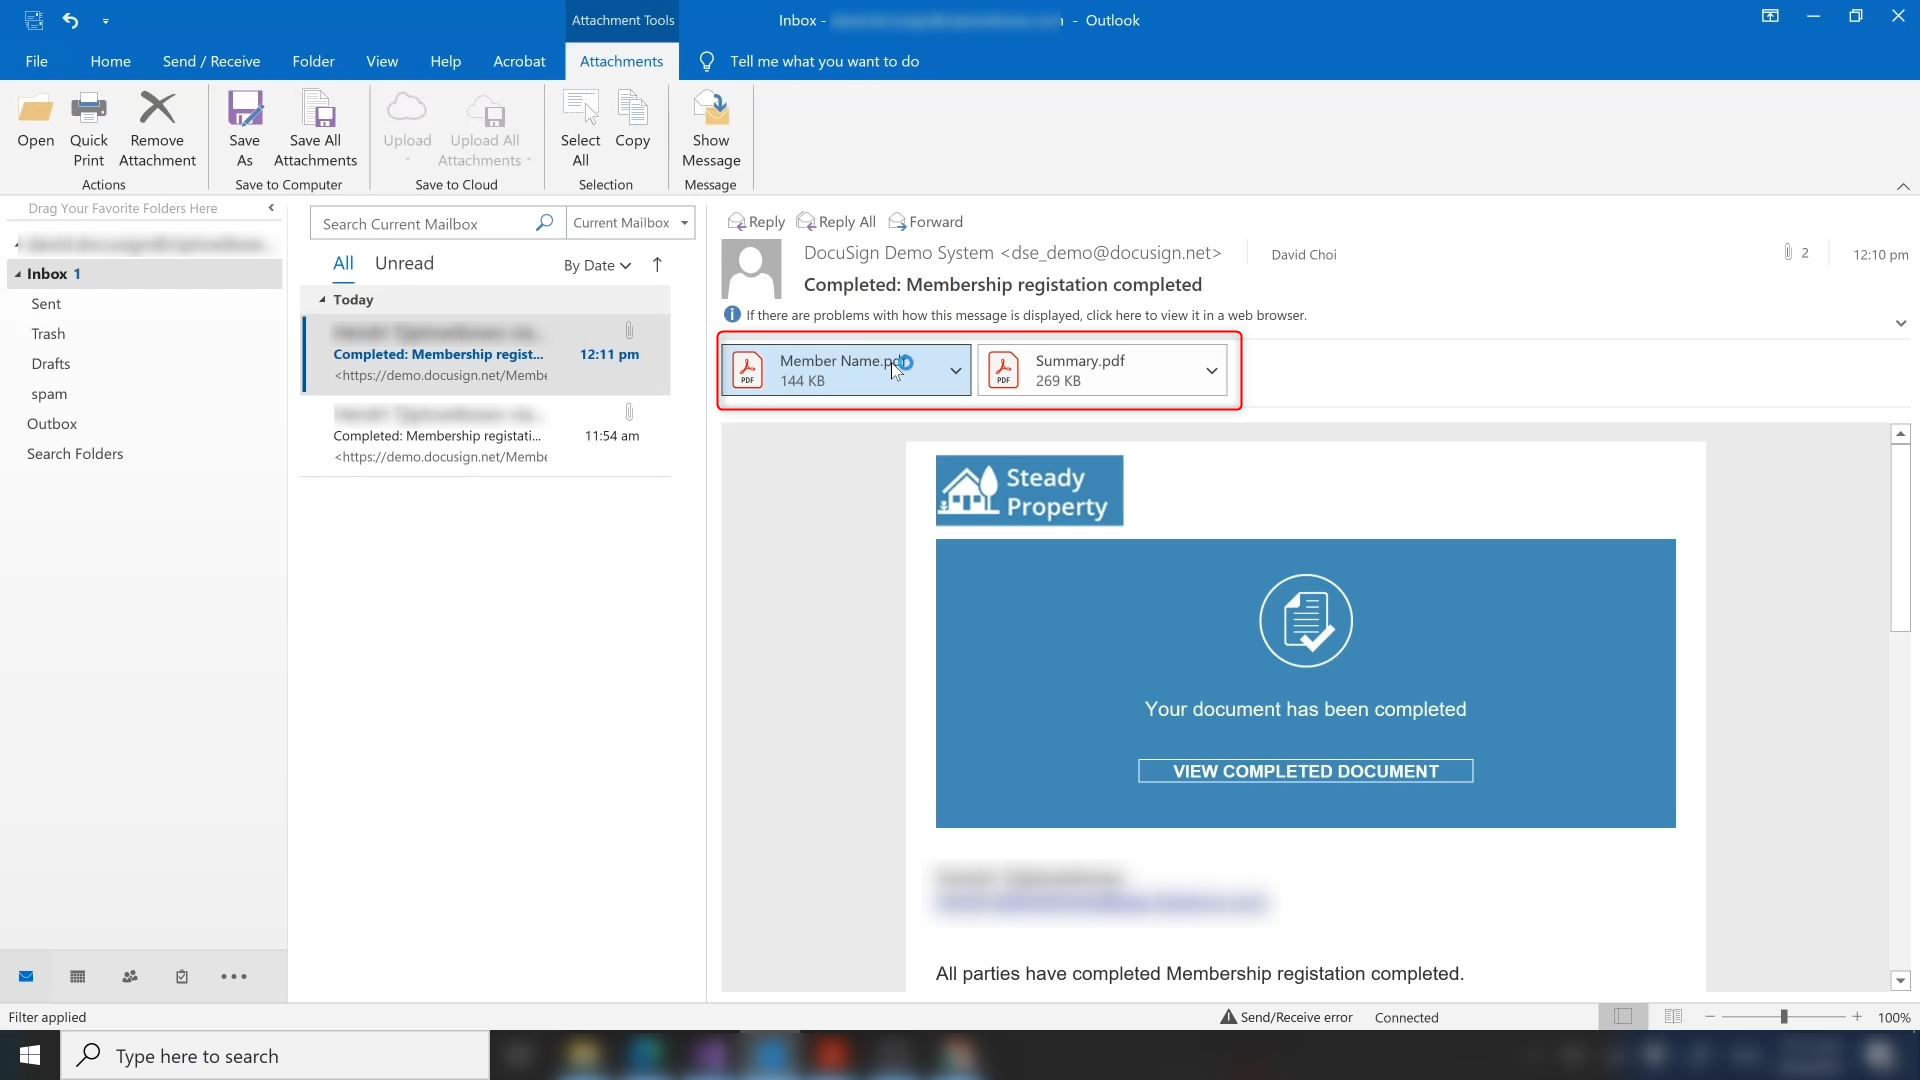 Attachment Tools
Inbox -
- Outlook
File
Home
Send / Receive
Folder
View
Help
Acrobat
Attachments
Tell me what you want to do
Open
Quick
Print
Remove
Attachment
Actions
Save
As
Save All
Attachments
Save to Computer
Upload
Upload All
Attachments
Save to Cloud
Select
All
Copy
Selection
Show
Message
Message
Drag Your Favorite Folders Here
Inbox 1
Sent
Trash
Drafts
spam
Outbox
Search Folders
Search Current Mailbox
Current Mailbox
All
Unread
By Date
Today
Completed: Membership regist...
12:11 pm
<https://demo.docusign.net/Membe
Completed: Membership registati...
11:54 am
<https://demo.docusign.net/Membe
Reply
Reply All
Forward
DocuSign Demo System <dse_demo@docusign.net>
David Choi
2
12:10 pm
Completed: Membership registation completed
If there are problems with how this message is displayed, click here to view it in a web browser.
PDF
Member Name.pdf
144 KB
PDF
Summary.pdf
269 KB
Steady
Property
Your document has been completed
VIEW COMPLETED DOCUMENT
All parties have completed Membership registation completed.
Filter applied
Send/Receive error
Connected
100%
Type here to search